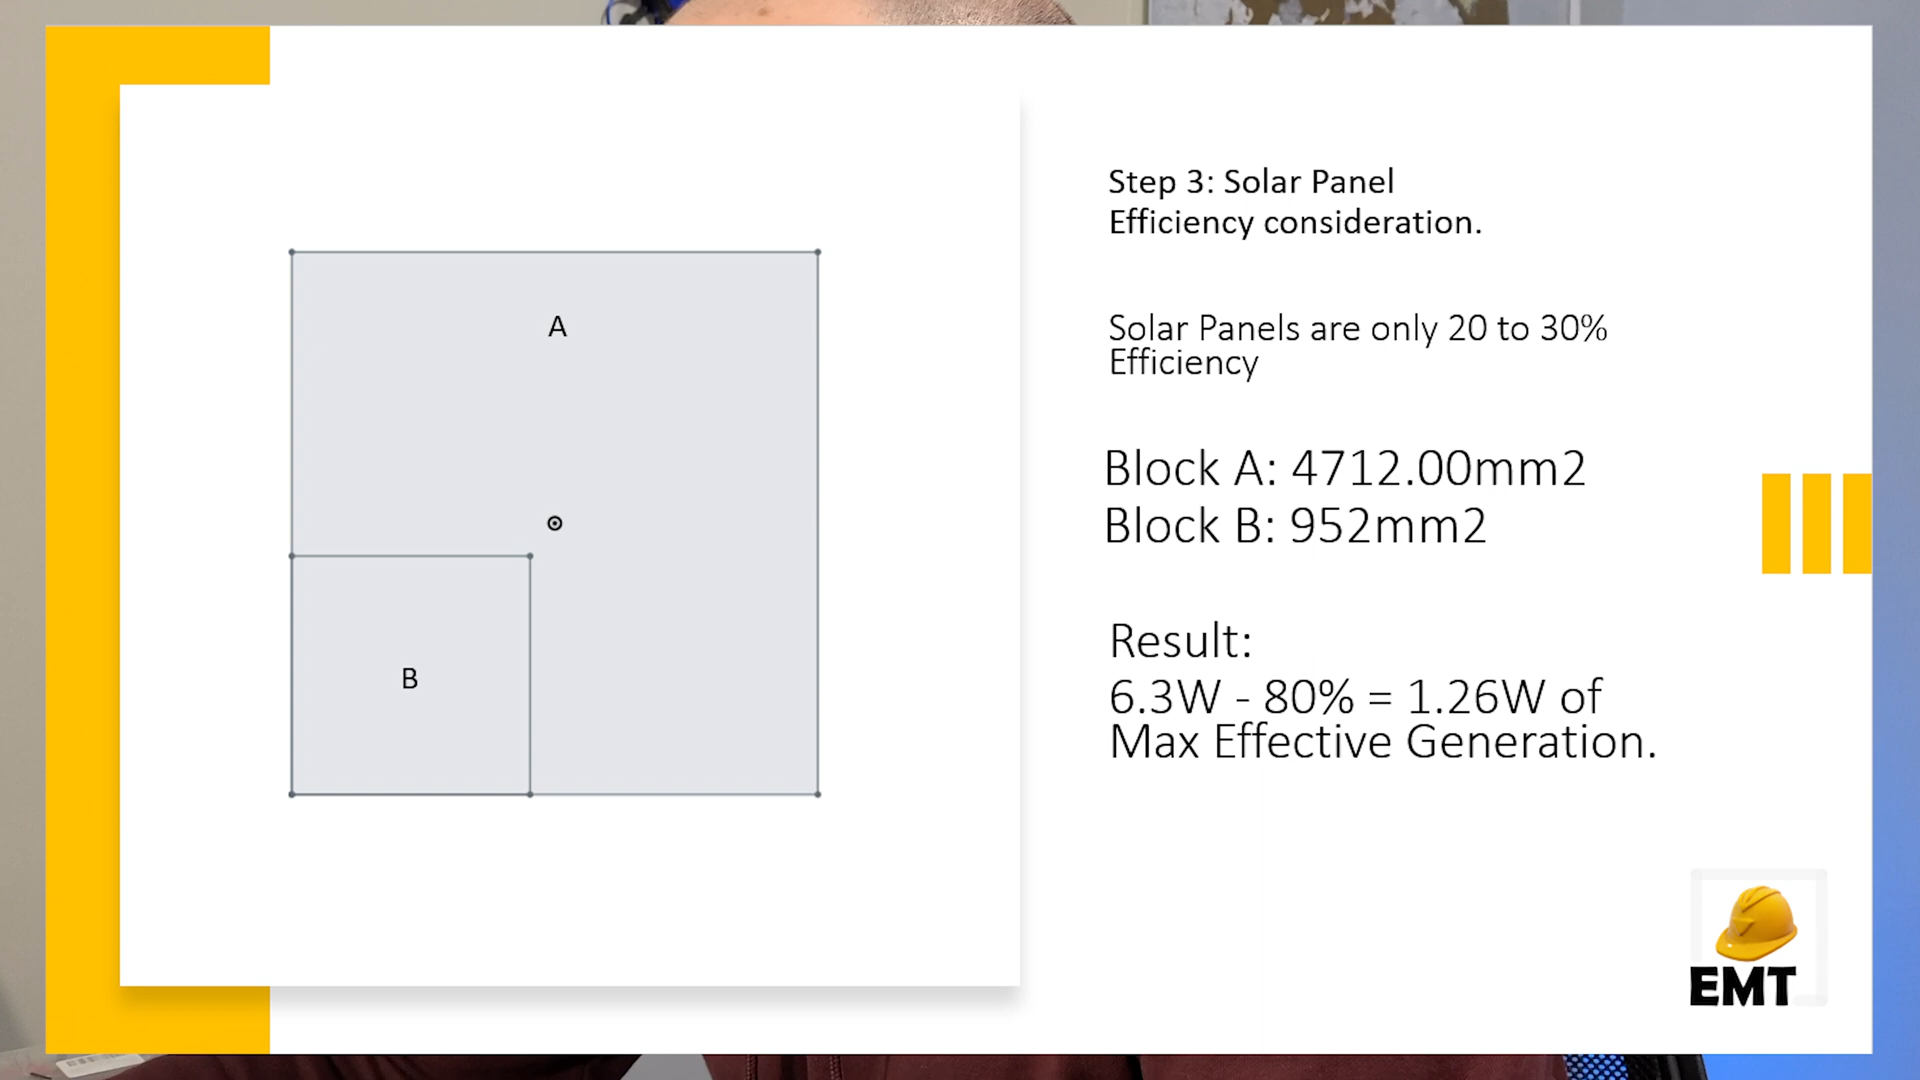 A
B
Step 3: Solar Panel
Efficiency consideration.
Solar Panels are only 20 to 30%
Efficiency
Block A: 4712.00mm2
Block B: 952mm2
Result:
6.3W - 80% = 1.26W of
Max Effective Generation.
EMT